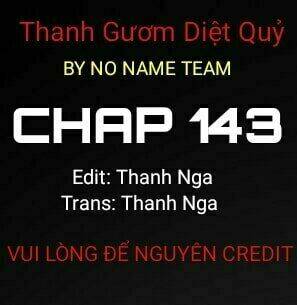 Thanh Gươm Diệt Quỷ
BY NO NAME TEAM
CHAP 143
Edit: Thanh Nga
Trans: Thanh Nga
VUI LÒNG ĐỂ NGUYÊN CREDIT